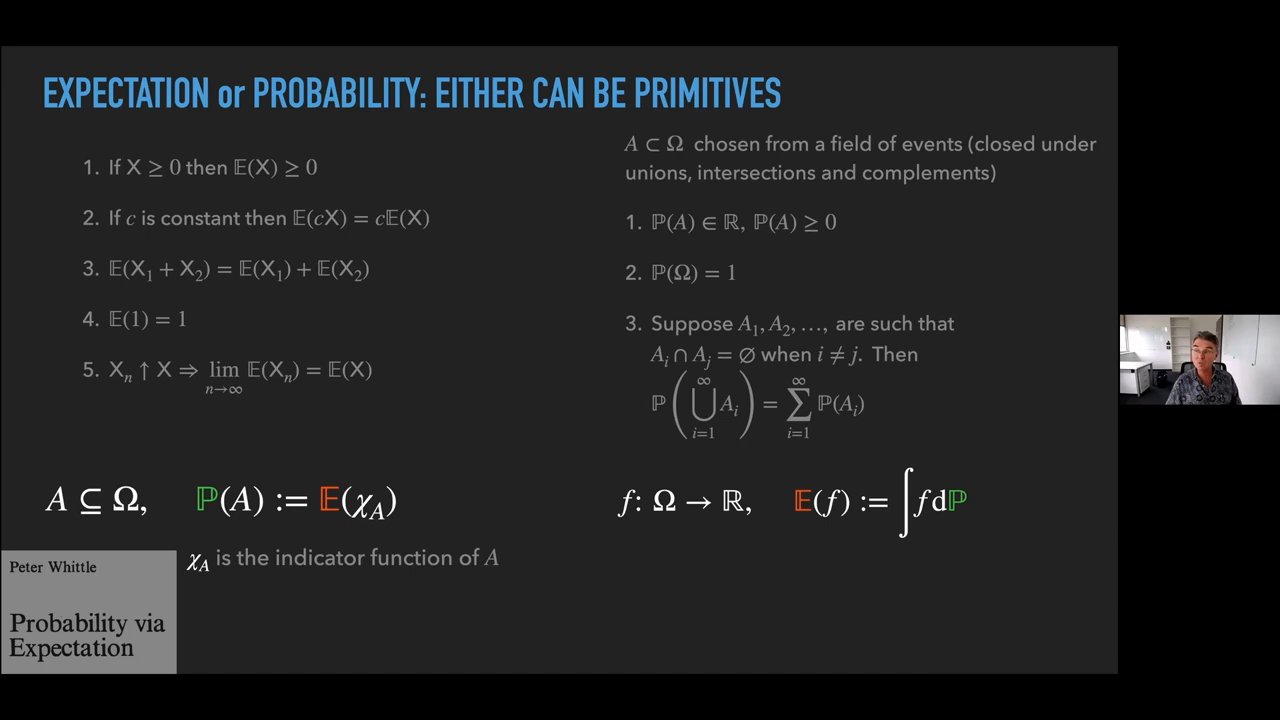 EXPECTATION or PROBABILITY: EITHER CAN BE PRIMITIVES
1. If X ≥ 0 then 𝔼(X) ≥ 0
2. If c is constant then 𝔼(cX) = c𝔼(X)
3. 𝔼(X₁ + X₂) = 𝔼(X₁) + 𝔼(X₂)
4. 𝔼(1) = 1
5. Xₙ ↑ X ⇒ lim n→∞ 𝔼(Xₙ) = 𝔼(X)
A ⊆ Ω, ℙ(A) := 𝔼(χ_A)
χ_A is the indicator function of A
Peter Whittle
Probability via
Expectation
A ⊂ Ω chosen from a field of events (closed under
unions, intersections and complements)
1. ℙ(A) ∈ ℝ, ℙ(A) ≥ 0
2. ℙ(Ω) = 1
3. Suppose A₁, A₂, …, are such that
Aᵢ ∩ Aⱼ = ∅ when i ≠ j. Then
ℙ(⋃_{i=1}^{∞} Aᵢ) = ∑_{i=1}^{∞} ℙ(Aᵢ)
f: Ω → ℝ, 𝔼(f) := ∫ f dℙ